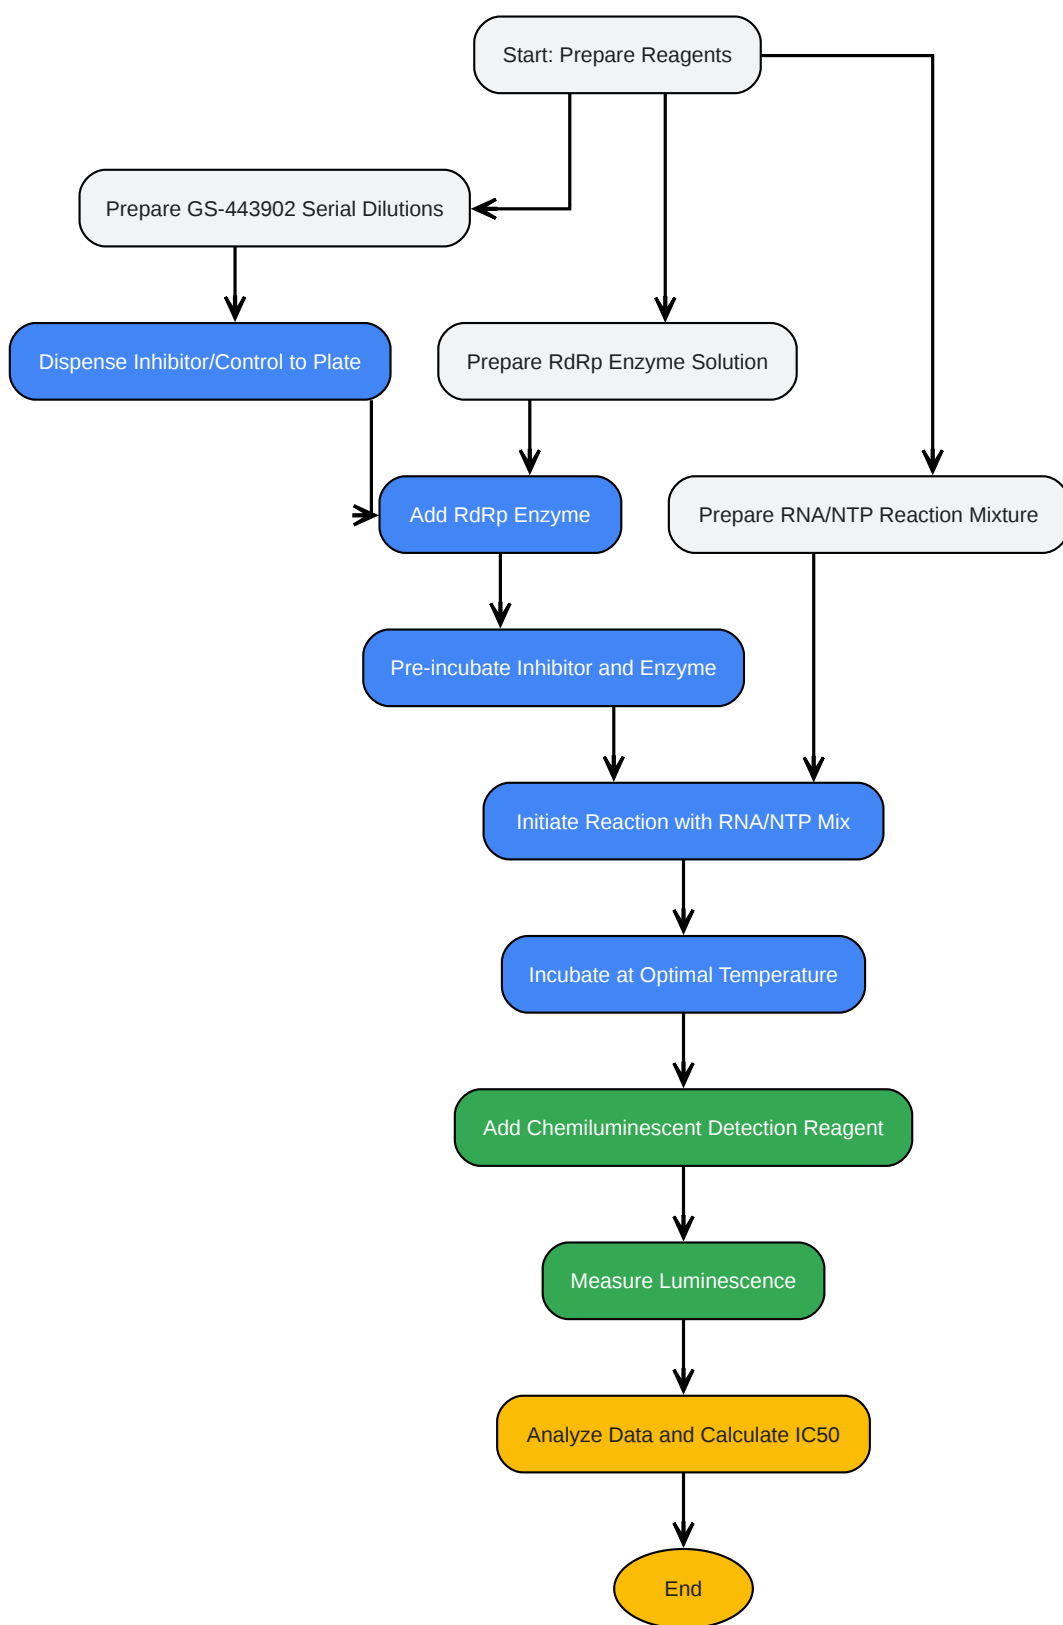 Start: Prepare Reagents
Prepare GS-443902 Serial Dilutions
Dispense Inhibitor/Control to Plate
Prepare RdRp Enzyme Solution
Add RdRp Enzyme
Prepare RNA/NTP Reaction Mixture
Pre-incubate Inhibitor and Enzyme
Initiate Reaction with RNA/NTP Mix
Incubate at Optimal Temperature
Add Chemiluminescent Detection Reagent
Measure Luminescence
Analyze Data and Calculate IC50
End